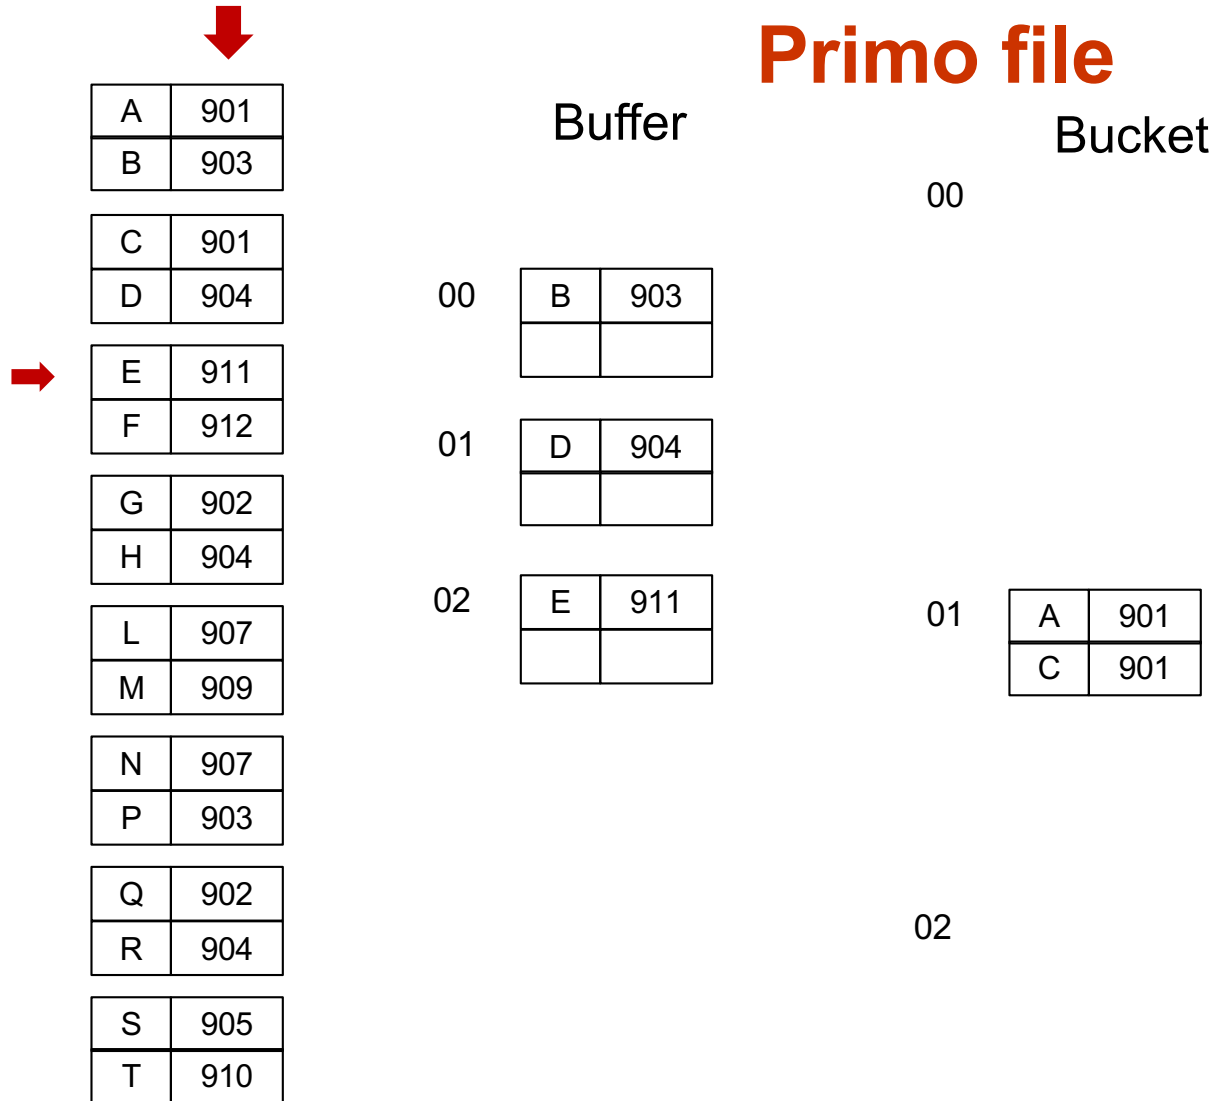 Primo file
A 901
B 903
C 901
D 904
E 911
F 912
G 902
H 904
L 907
M 909
N 907
P 903
Q 902
R 904
S 905
T 910
Buffer
00 B 903
01 D 904
02 E 911
Bucket
00
01 A 901
C 901
02